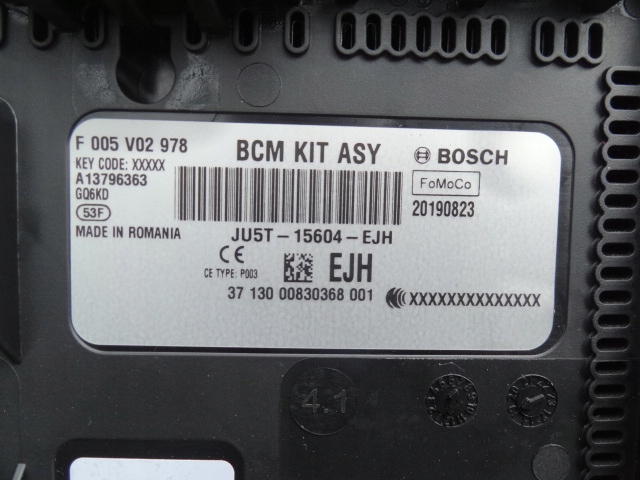 F 005 V02 978
BCM KIT ASY
BOSCH
KEY CODE: XXXXX
A13796363
GQ6KD
53F
FoMoCo
20190823
MADE IN ROMANIA
JU5T-15604-EJH
CE
CE TYPE: P003
EJH
37 130 00830368 001
XXXXXXXXXXXXXXX
4.1